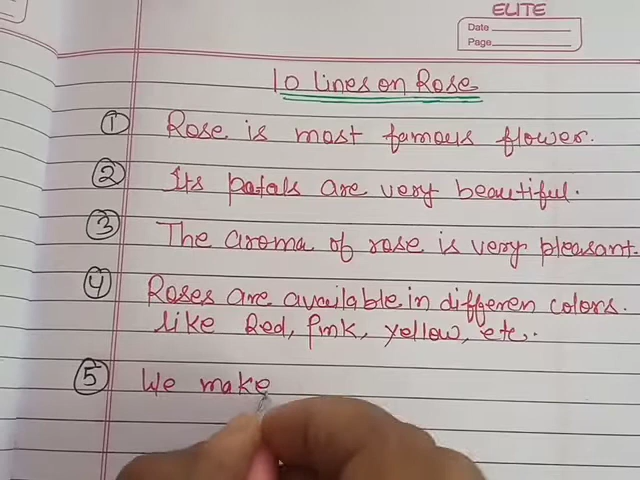 ELITE
Date
Page
10 lines on Rose
① Rose is most famous flower.
② Its patals are very beautiful.
③ The aroma of rose is very pleasant.
④ Roses are available in differen colors.
like Red, Pink, yellow, etc.
⑤ We make